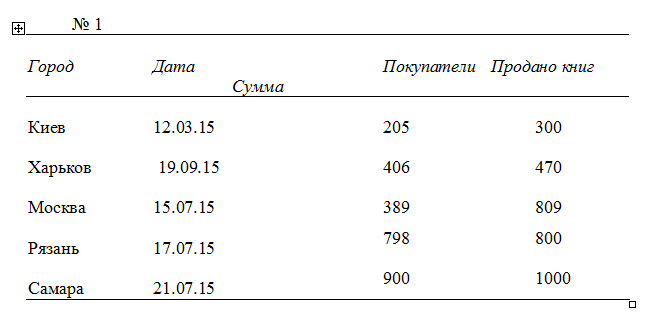 № 1
Город Дата Сумма Покупатели Продано книг
Киев 12.03.15 205 300
Харьков 19.09.15 406 470
Москва 15.07.15 389 809
Рязань 17.07.15 798 800
Самара 21.07.15 900 1000